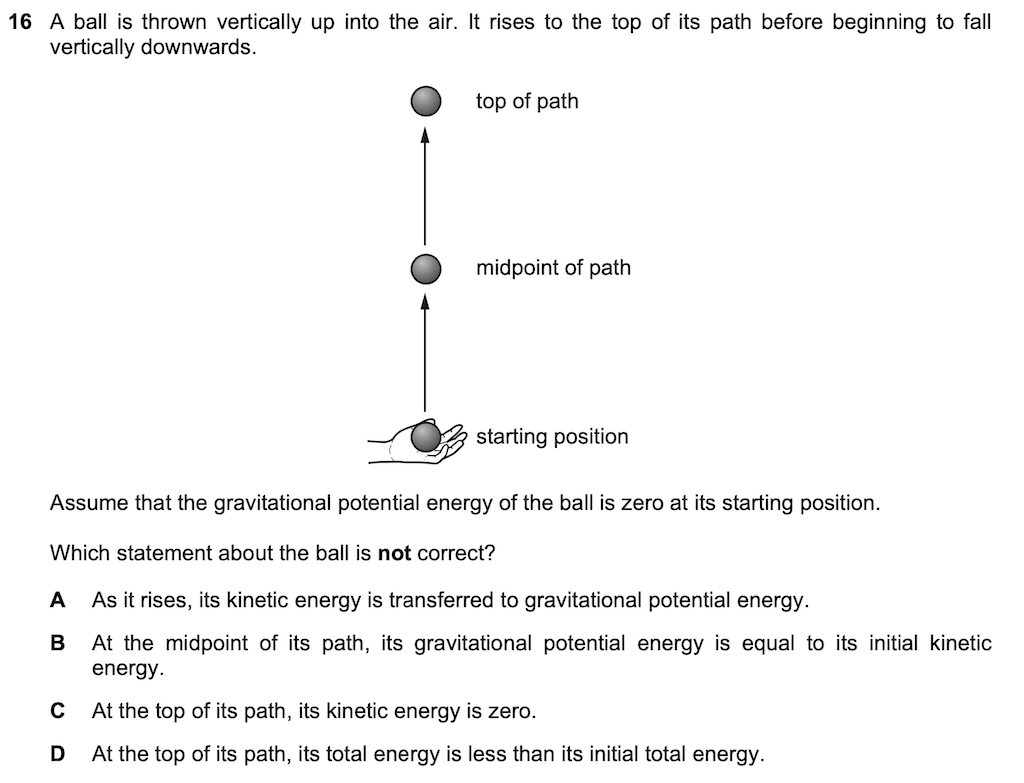 16 A ball is thrown vertically up into the air. It rises to the top of its path before beginning to fall
vertically downwards.
top of path
midpoint of path
starting position
Assume that the gravitational potential energy of the ball is zero at its starting position.
Which statement about the ball is not correct?
A As it rises, its kinetic energy is transferred to gravitational potential energy.
B At the midpoint of its path, its gravitational potential energy is equal to its initial kinetic
energy.
C At the top of its path, its kinetic energy is zero.
D At the top of its path, its total energy is less than its initial total energy.